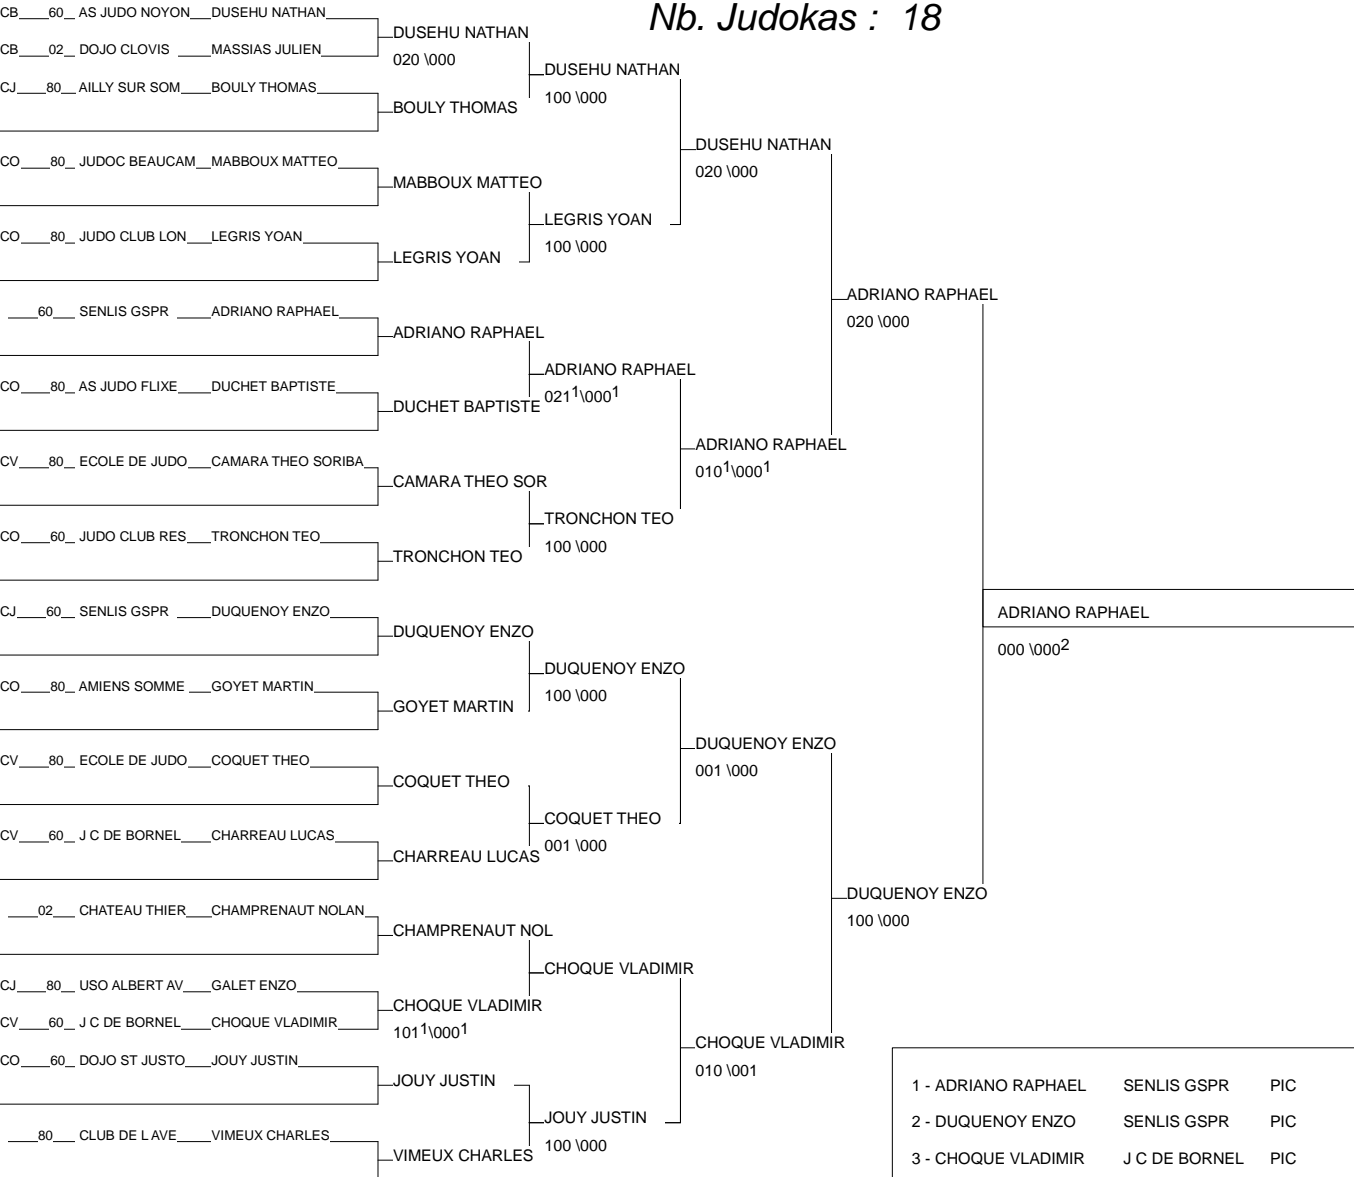 Nb. Judokas : 18
CB 60 AS JUDO NOYON DUSEHU NATHAN
CB 02 DOJO CLOVIS MASSIAS JULIEN
CJ 80 AILLY SUR SOM BOULY THOMAS
CO 80 JUDOC BEAUCAM MABBOUX MATTEO
CO 80 JUDO CLUB LON LEGRIS YOAN
60 SENLIS GSPR ADRIANO RAPHAEL
CO 80 AS JUDO FLIXE DUCHET BAPTISTE
CV 80 ECOLE DE JUDO CAMARA THEO SORIBA
CO 60 JUDO CLUB RES TRONCHON TEO
CJ 60 SENLIS GSPR DUQUENOY ENZO
CO 80 AMIENS SOMME GOYET MARTIN
CV 80 ECOLE DE JUDO COQUET THEO
CV 60 J C DE BORNEL CHARREAU LUCAS
02 CHATEAU THIER CHAMPRENAUT NOLAN
CJ 80 USO ALBERT AV GALET ENZO
CV 60 J C DE BORNEL CHOQUE VLADIMIR
CO 60 DOJO ST JUSTO JOUY JUSTIN
80 CLUB DE L AVE VIMEUX CHARLES
DUSEHU NATHAN
020 \000
BOULY THOMAS
MABBOUX MATTEO
LEGRIS YOAN
ADRIANO RAPHAEL
DUCHET BAPTISTE
CAMARA THEO SOR
TRONCHON TEO
DUQUENOY ENZO
GOYET MARTIN
COQUET THEO
CHARREAU LUCAS
CHAMPRENAUT NOL
CHOQUE VLADIMIR
101¹\000¹
JOUY JUSTIN
VIMEUX CHARLES
DUSEHU NATHAN
100 \000
LEGRIS YOAN
100 \000
ADRIANO RAPHAEL
021¹\000¹
TRONCHON TEO
100 \000
DUQUENOY ENZO
100 \000
COQUET THEO
001 \000
CHOQUE VLADIMIR
JOUY JUSTIN
100 \000
DUSEHU NATHAN
020 \000
ADRIANO RAPHAEL
010¹\000¹
DUQUENOY ENZO
001 \000
CHOQUE VLADIMIR
010 \001
ADRIANO RAPHAEL
020 \000
DUQUENOY ENZO
100 \000
ADRIANO RAPHAEL
000 \000²
1 - ADRIANO RAPHAEL SENLIS GSPR PIC
2 - DUQUENOY ENZO SENLIS GSPR PIC
3 - CHOQUE VLADIMIR J C DE BORNEL PIC